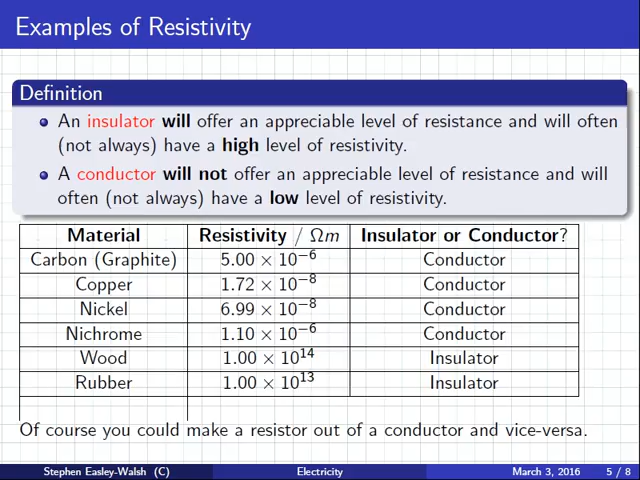 Examples of Resistivity
Definition
An insulator will offer an appreciable level of resistance and will often
(not always) have a high level of resistivity.
A conductor will not offer an appreciable level of resistance and will
often (not always) have a low level of resistivity.
Material Resistivity / Ωm Insulator or Conductor?
Carbon (Graphite) 5.00 × 10⁻⁶ Conductor
Copper 1.72 × 10⁻⁸ Conductor
Nickel 6.99 × 10⁻⁸ Conductor
Nichrome 1.10 × 10⁻⁶ Conductor
Wood 1.00 × 10¹⁴ Insulator
Rubber 1.00 × 10¹³ Insulator
Of course you could make a resistor out of a conductor and vice-versa.
Stephen Easley-Walsh (C) Electricity March 3, 2016 5 / 8